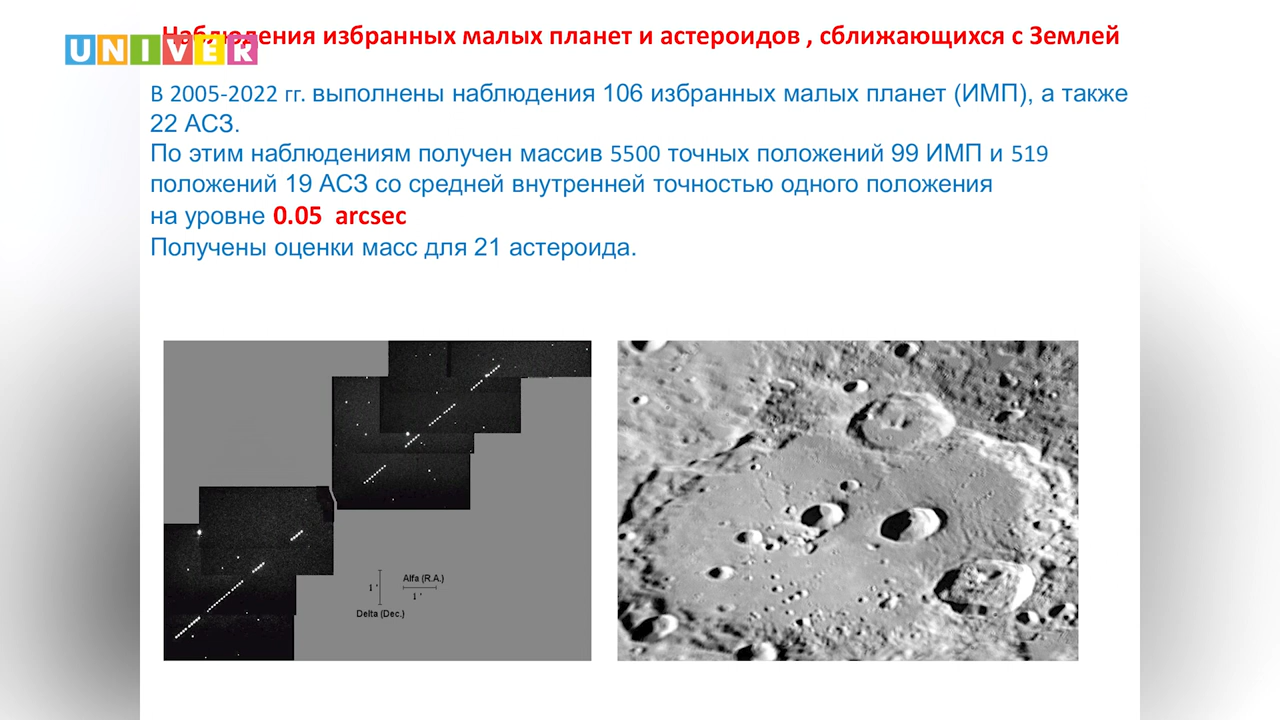 Наблюдения избранных малых планет и астероидов , сближающихся с Землей
UNIVER
В 2005-2022 гг. выполнены наблюдения 106 избранных малых планет (ИМП), а также
22 АСЗ.
По этим наблюдениям получен массив 5500 точных положений 99 ИМП и 519
положений 19 АСЗ со средней внутренней точностью одного положения
на уровне 0.05 arcsec
Получены оценки масс для 21 астероида.
Alfa (R.A.)
1 '
1 '
Delta (Dec.)